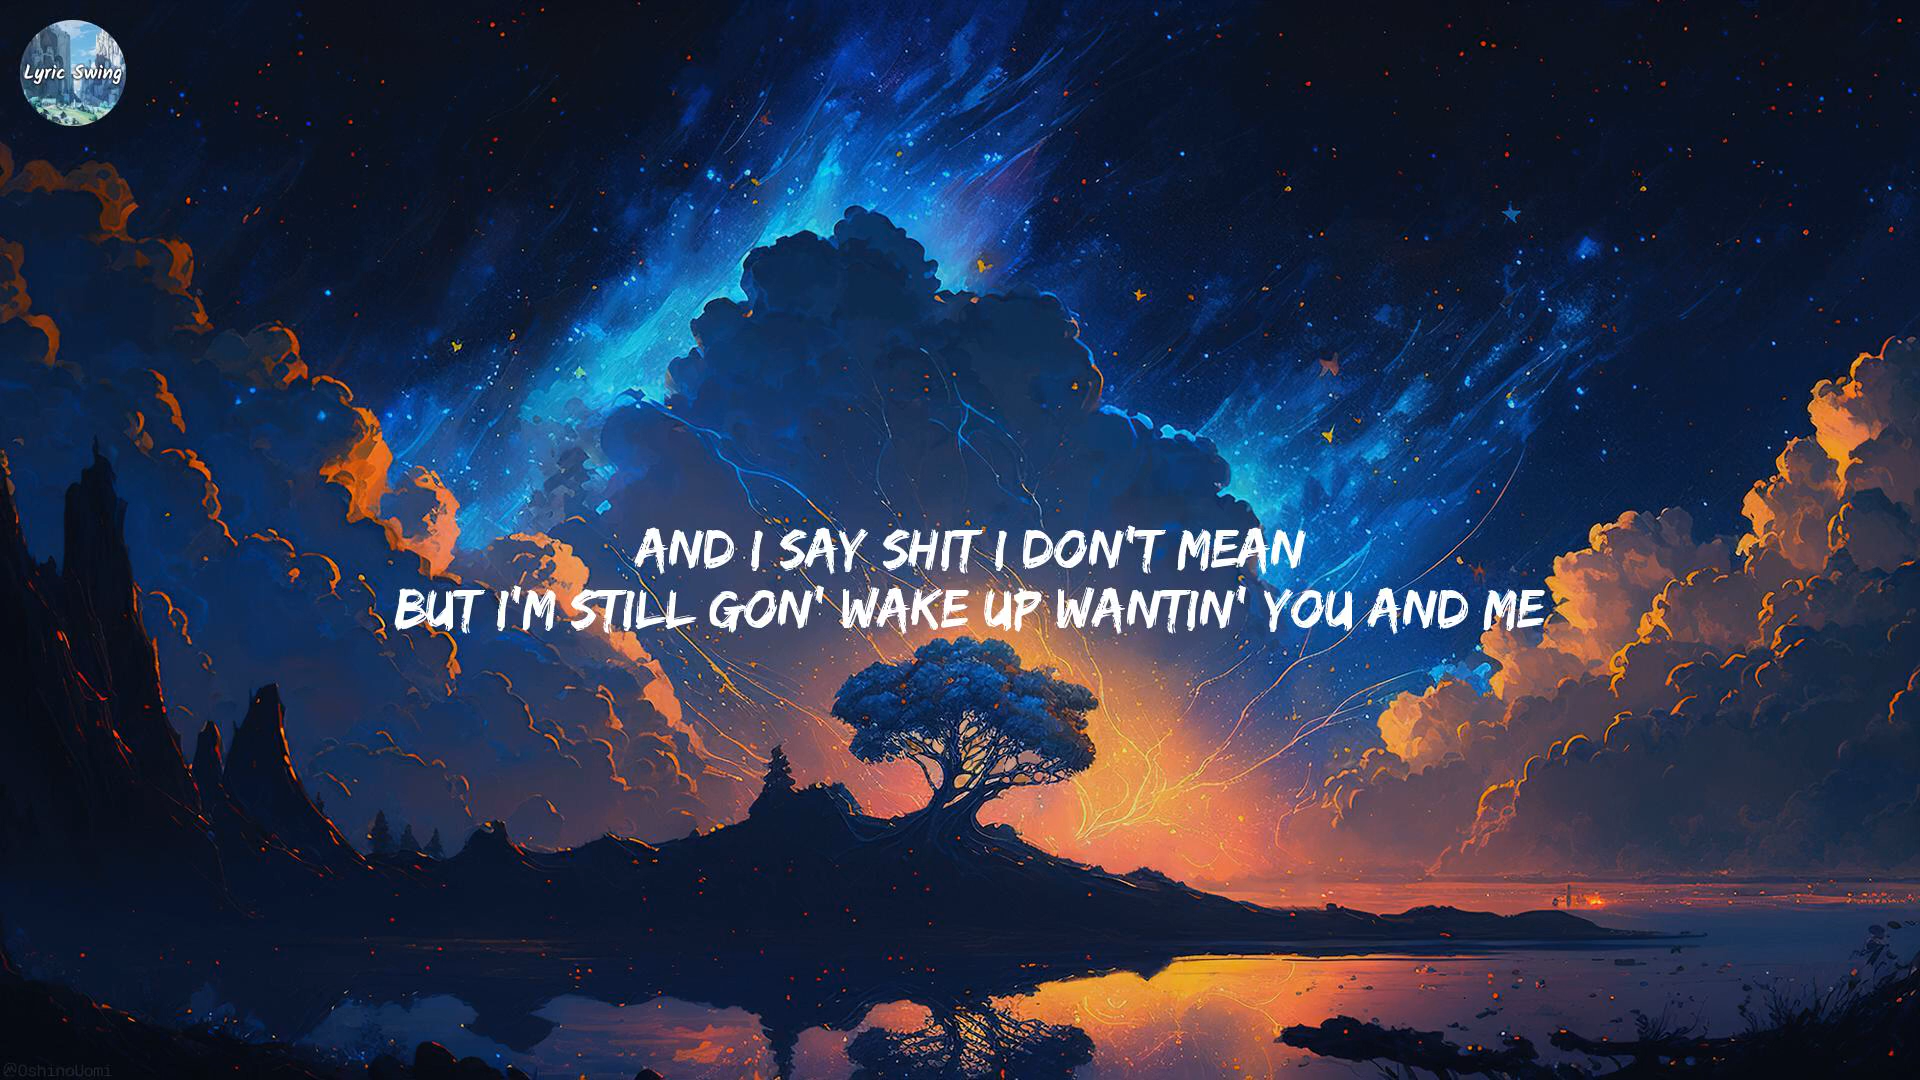 Lyric Swing
AND I SAY SHIT I DON'T MEAN
BUT I'M STILL GON' WAKE UP WANTIN' YOU AND ME
@OshinoUomi